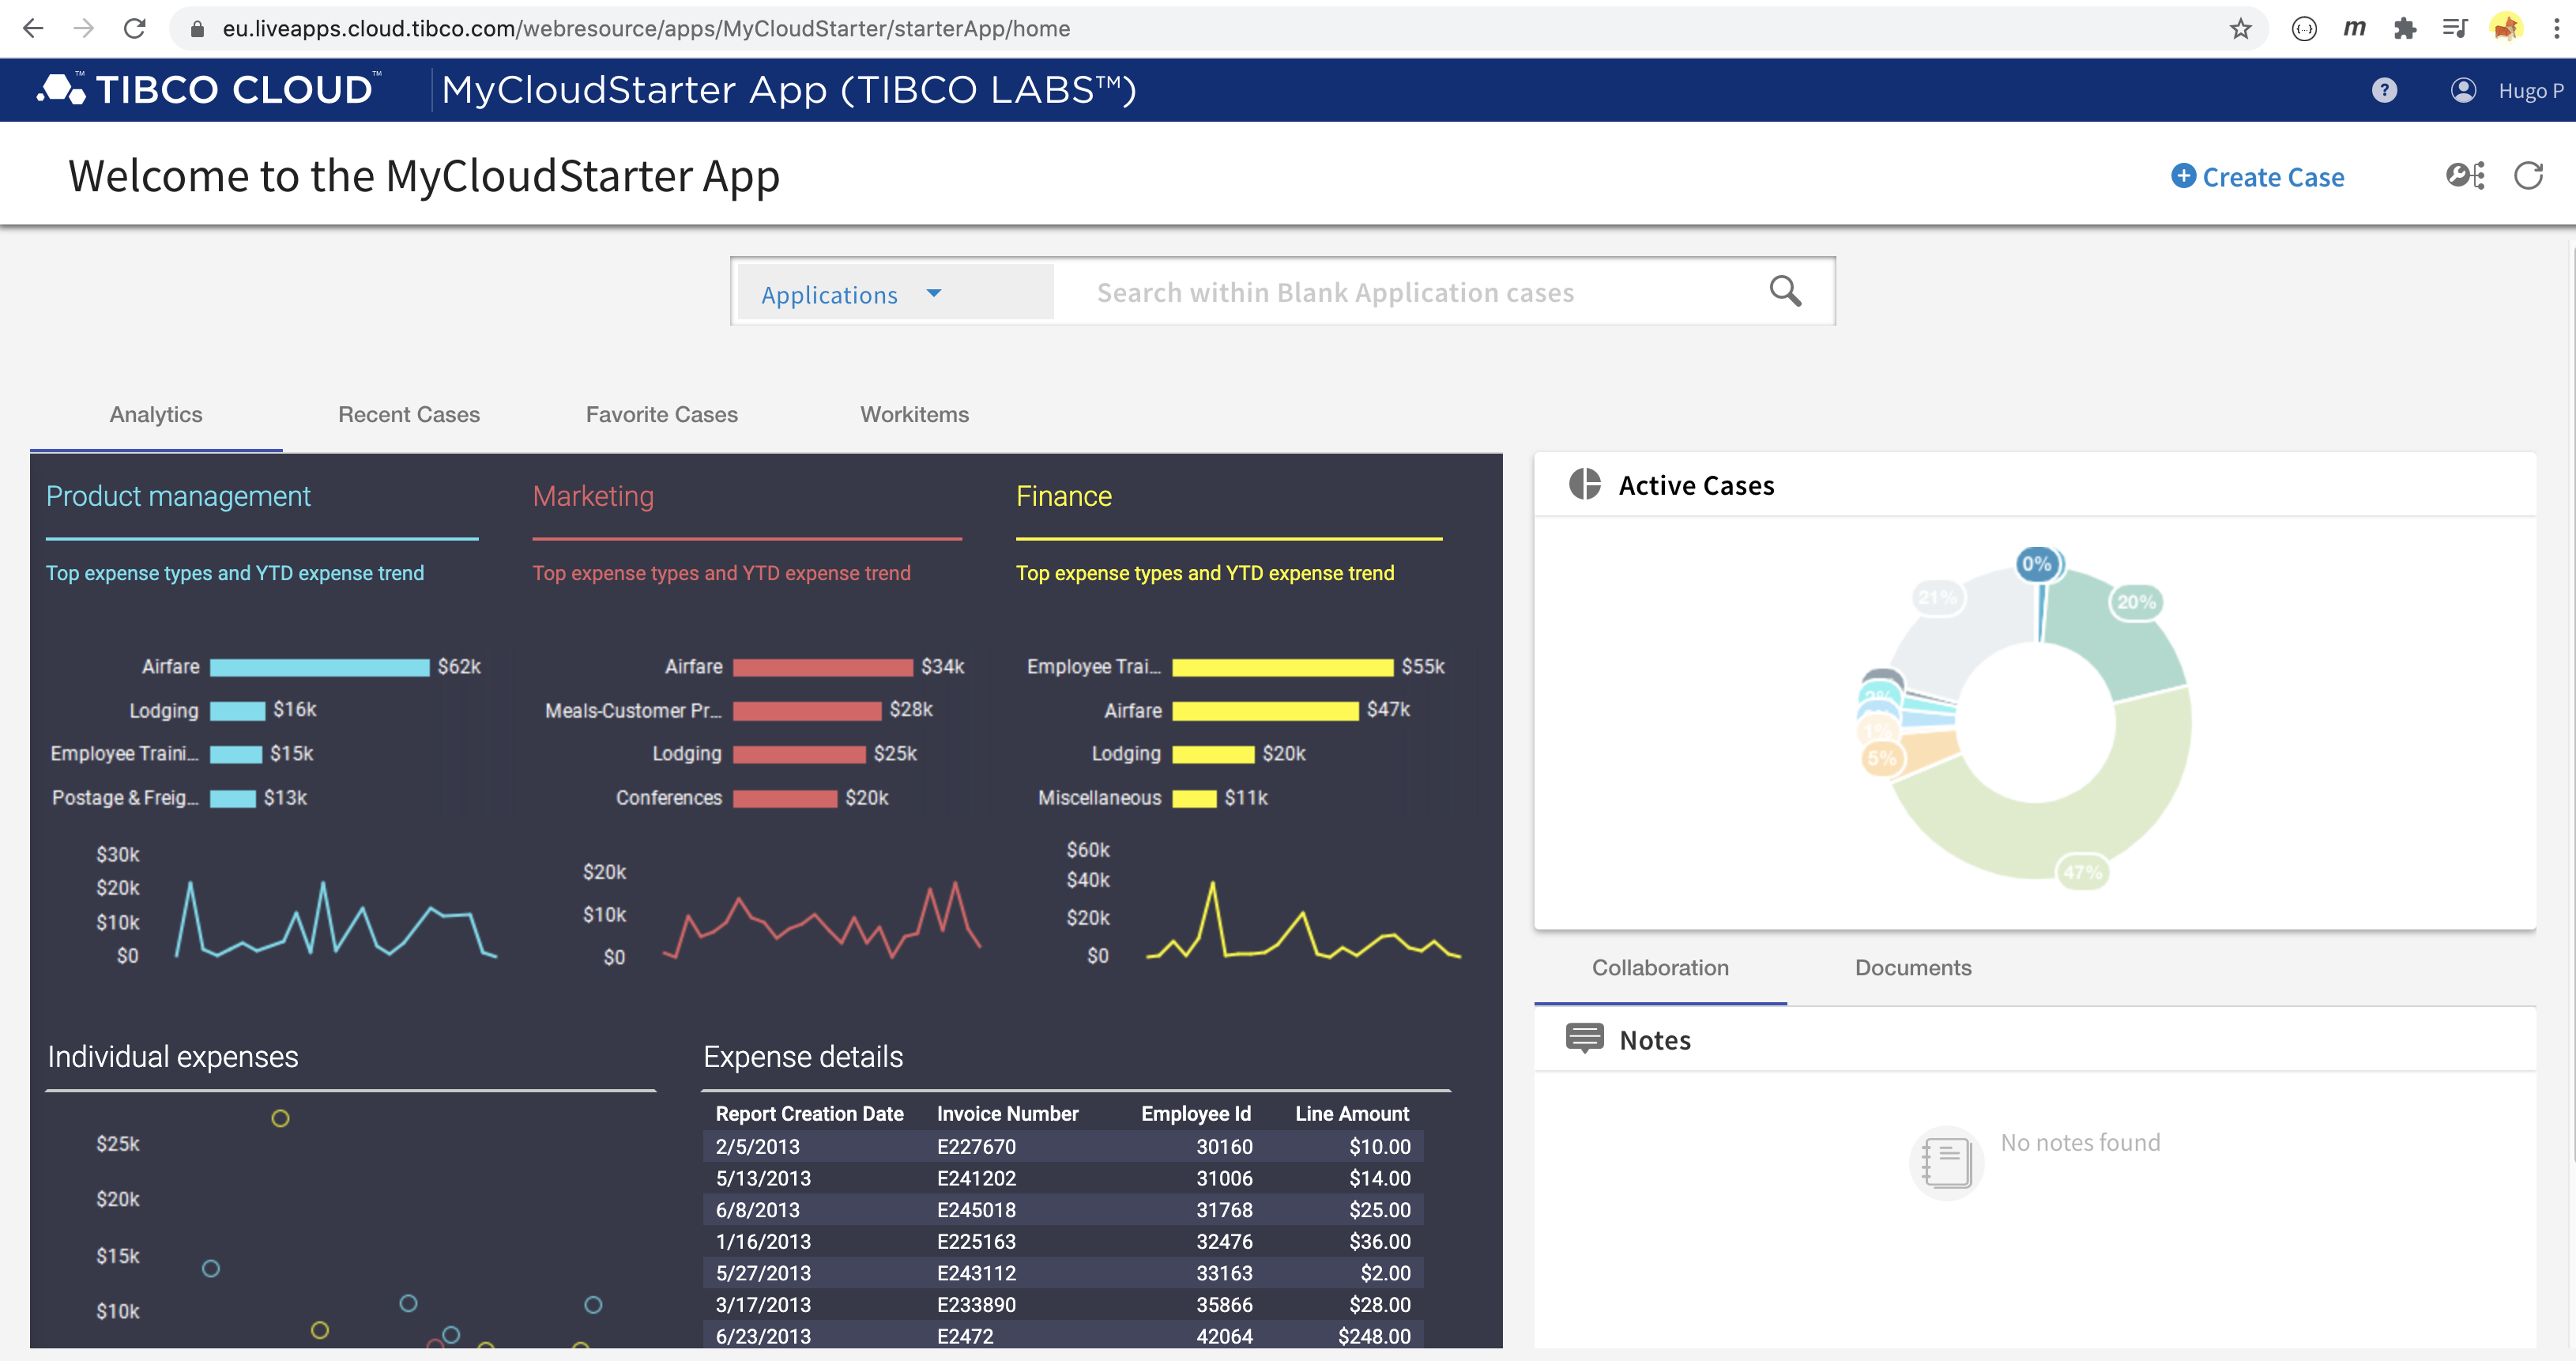 eu.liveapps.cloud.tibco.com/webresource/apps/MyCloudStarter/starterApp/home
TIBCO CLOUD™ MyCloudStarter App (TIBCO LABS™)
? Hugo P
Welcome to the MyCloudStarter App
Create Case
Applications
Search within Blank Application cases
Analytics
Recent Cases
Favorite Cases
Workitems
Product management
Top expense types and YTD expense trend
Airfare $62k
Lodging $16k
Employee Traini... $15k
Postage & Freig... $13k
$30k
$20k
$10k
$0
Marketing
Top expense types and YTD expense trend
Airfare $34k
Meals-Customer Pr... $28k
Lodging $25k
Conferences $20k
$20k
$10k
$0
Finance
Top expense types and YTD expense trend
Employee Trai... $55k
Airfare $47k
Lodging $20k
Miscellaneous $11k
$60k
$40k
$20k
$0
Individual expenses
$25k
$20k
$15k
$10k
Expense details
Report Creation Date Invoice Number Employee Id Line Amount
2/5/2013 E227670 30160 $10.00
5/13/2013 E241202 31006 $14.00
6/8/2013 E245018 31768 $25.00
1/16/2013 E225163 32476 $36.00
5/27/2013 E243112 33163 $2.00
3/17/2013 E233890 35866 $28.00
6/23/2013 E2472 42064 $248.00
Active Cases
0%
20%
21%
1%
5%
47%
Collaboration
Documents
Notes
No notes found